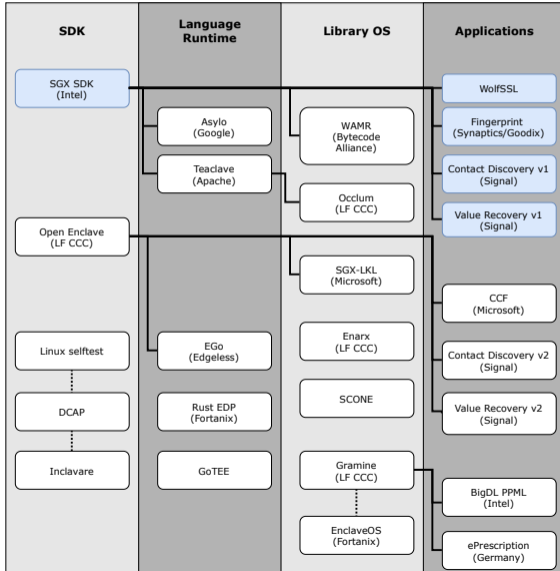 SDK
Language
Runtime
Library OS
Applications
SGX SDK
(Intel)
WolfSSL
Asylo
(Google)
WAMR
(Bytecode
Alliance)
Fingerprint
(Synaptics/Goodix)
Teaclave
(Apache)
Contact Discovery v1
(Signal)
Occlum
(LF CCC)
Value Recovery v1
(Signal)
Open Enclave
(LF CCC)
SGX-LKL
(Microsoft)
CCF
(Microsoft)
Linux selftest
EGo
(Edgeless)
Enarx
(LF CCC)
Contact Discovery v2
(Signal)
DCAP
Rust EDP
(Fortanix)
SCONE
Value Recovery v2
(Signal)
Inclavare
GoTEE
Gramine
(LF CCC)
BigDL PPML
(Intel)
EnclaveOS
(Fortanix)
ePrescription
(Germany)